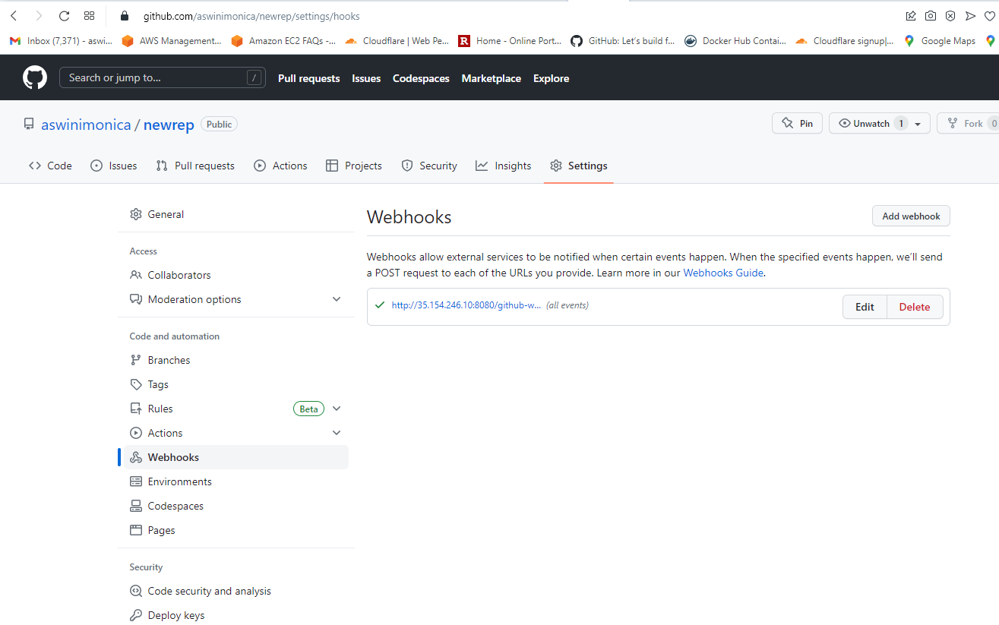 github.com/aswinimonica/newrep/settings/hooks
Inbox (7,371) - aswi... AWS Management... Amazon EC2 FAQs -... Cloudflare | Web Pe... Home - Online Port... GitHub: Let's build f... Docker Hub Contai... Cloudflare signup|... Google Maps
Search or jump to... / Pull requests Issues Codespaces Marketplace Explore
aswinimonica / newrep Public Pin Unwatch 1 Fork 0
Code Issues Pull requests Actions Projects Security Insights Settings
General
Access
Collaborators
Moderation options
Code and automation
Branches
Tags
Rules Beta
Actions
Webhooks
Environments
Codespaces
Pages
Security
Code security and analysis
Deploy keys
Webhooks Add webhook
Webhooks allow external services to be notified when certain events happen. When the specified events happen, we'll send
a POST request to each of the URLs you provide. Learn more in our Webhooks Guide.
http://35.154.246.10:8080/github-w... (all events) Edit Delete